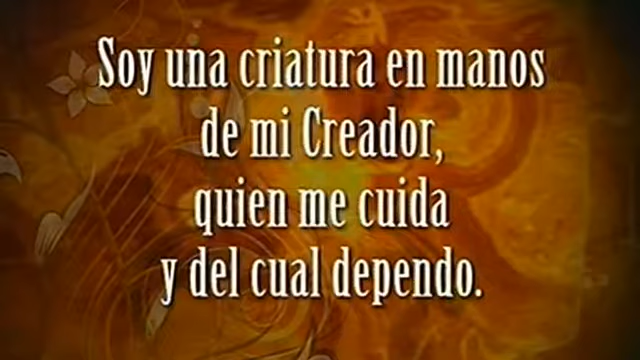 Soy una criatura en manos
de mi Creador,
quien me cuida
y del cual dependo.